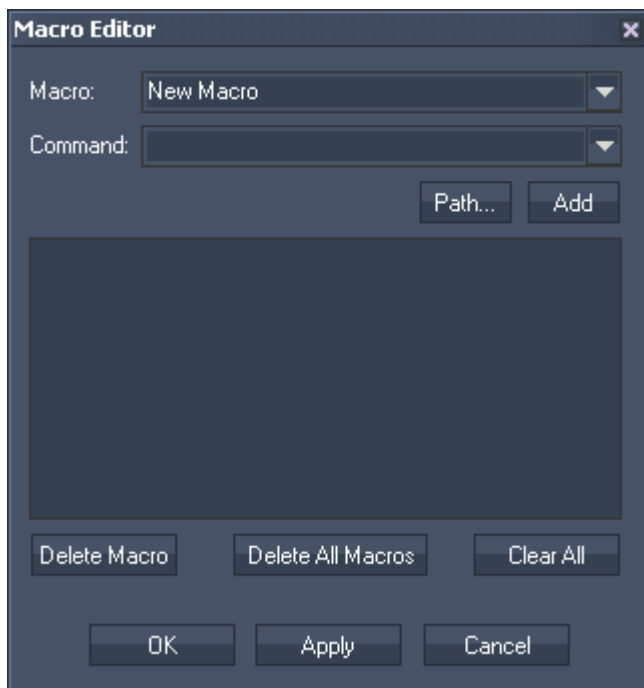 Macro Editor
Macro: New Macro
Command:
Path... Add
Delete Macro Delete All Macros Clear All
OK Apply Cancel